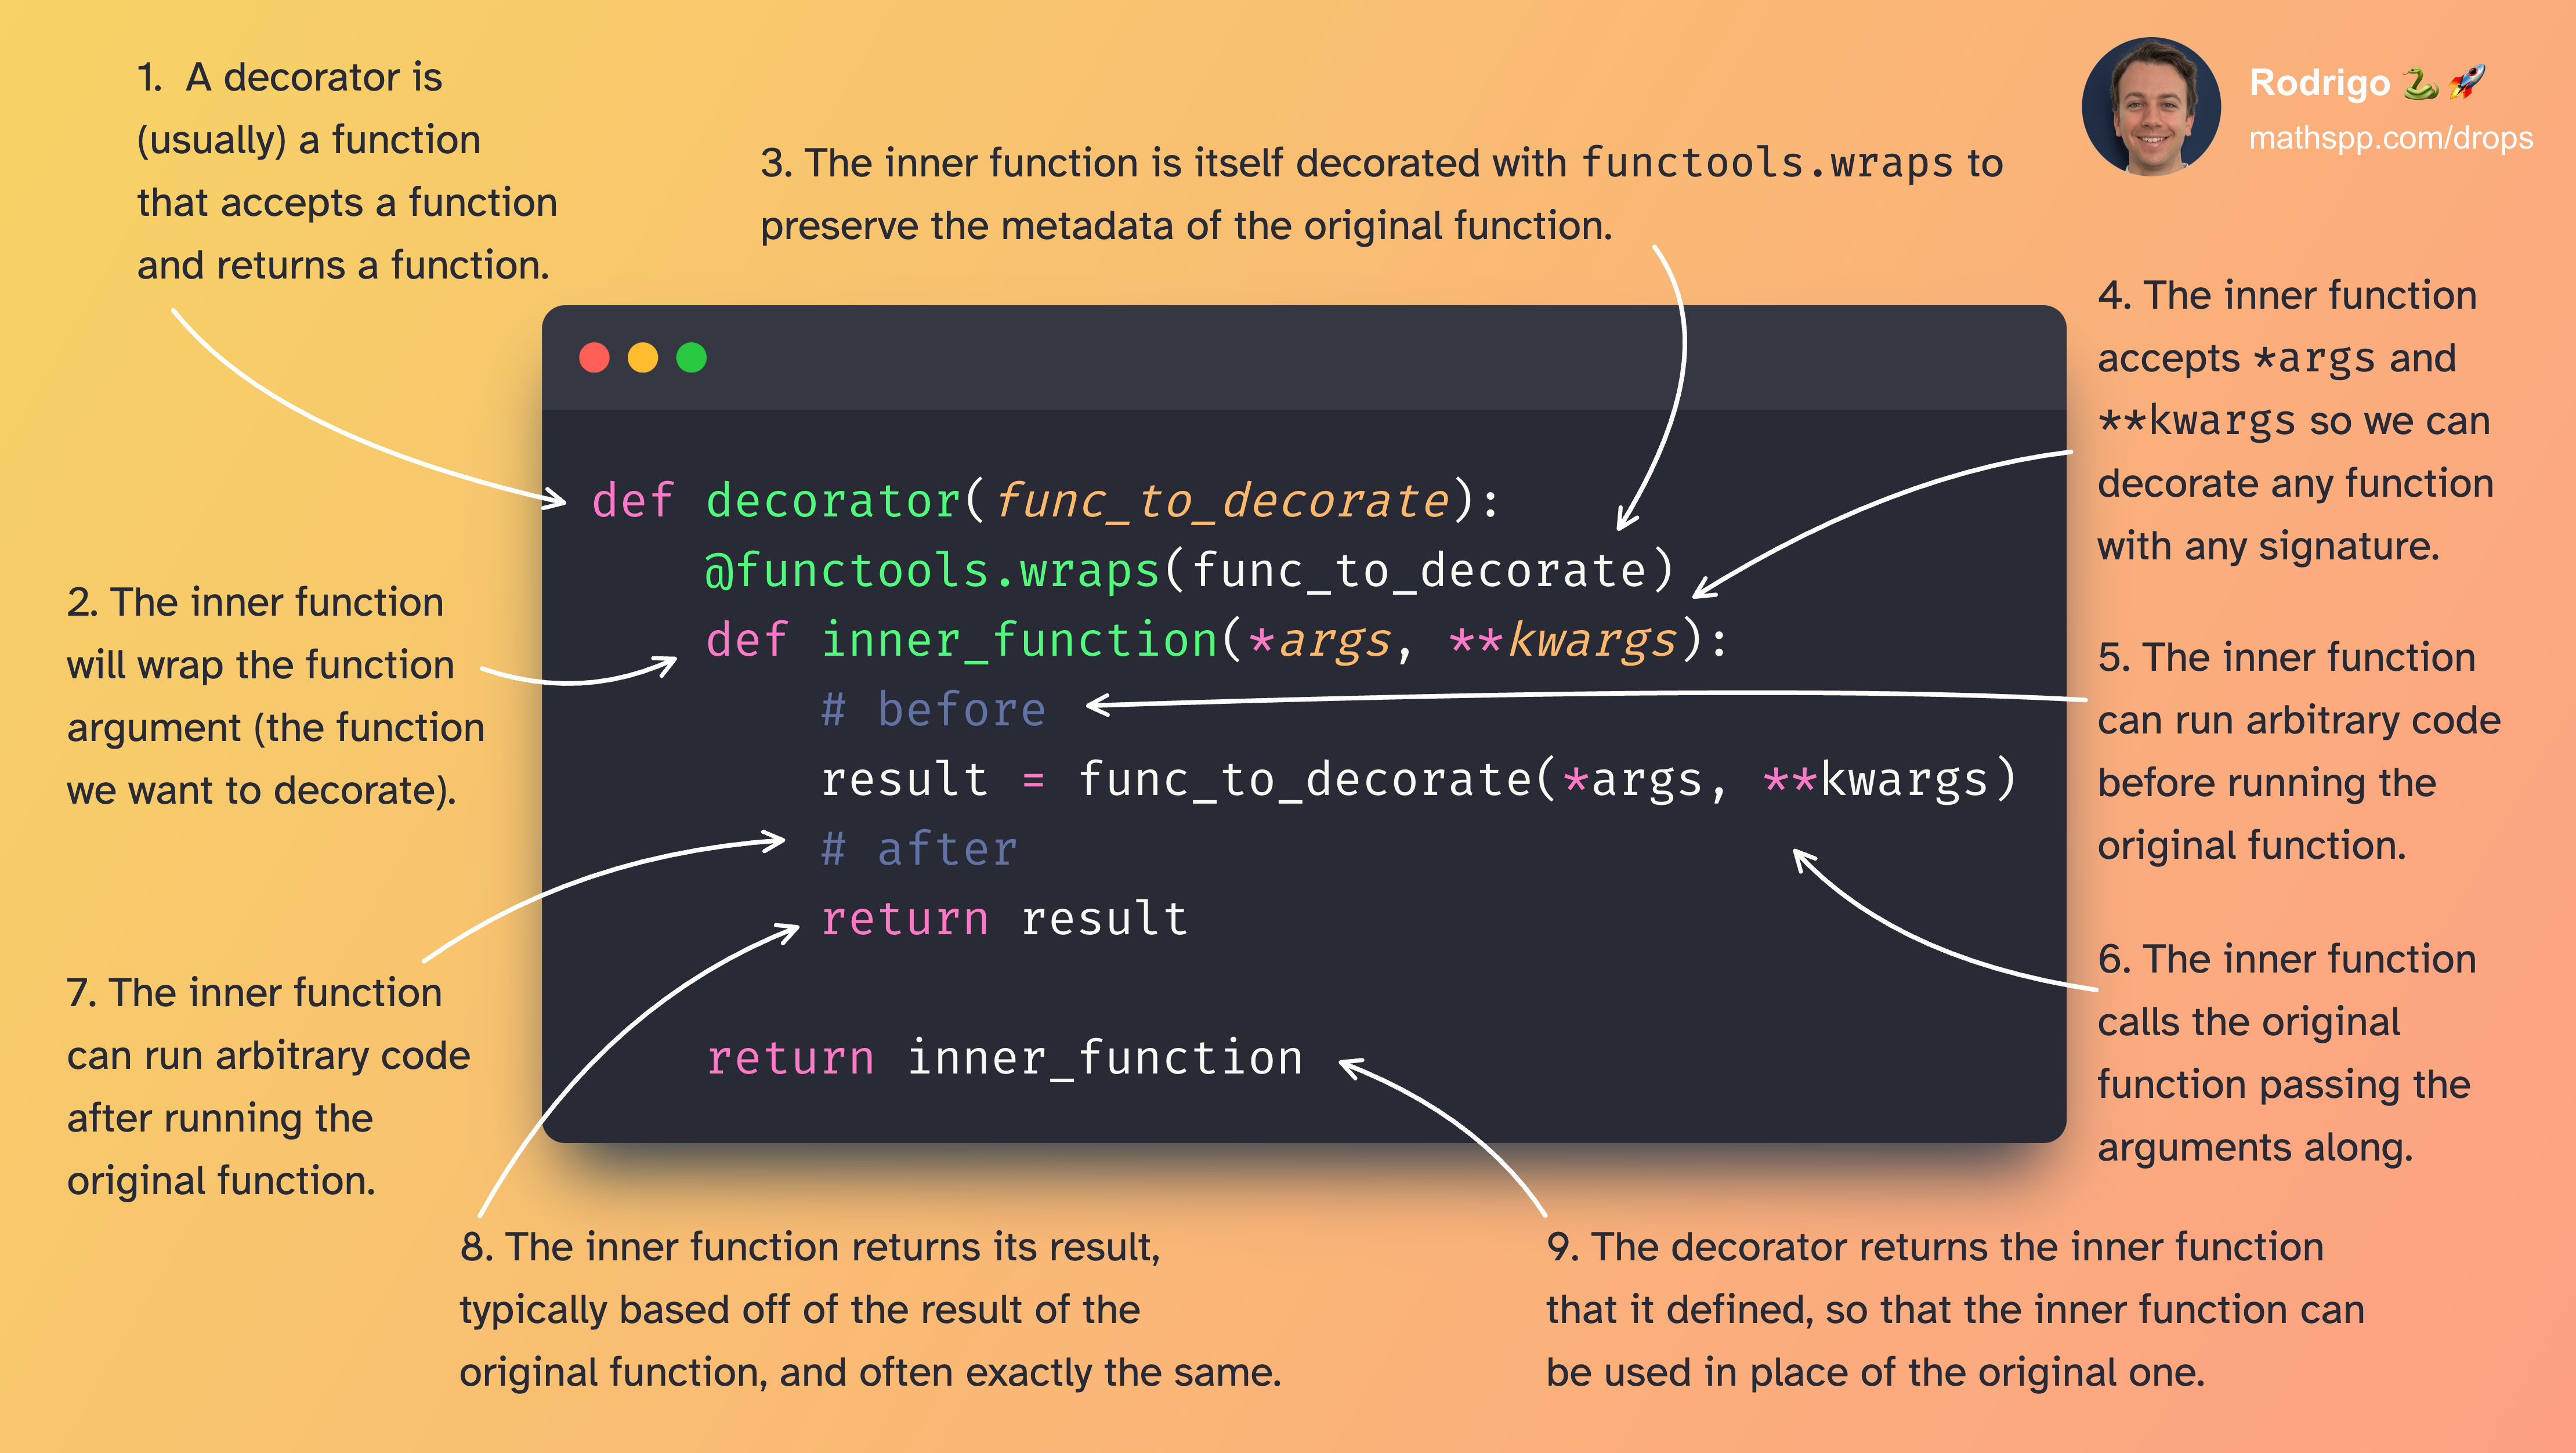 1. A decorator is
(usually) a function
that accepts a function
and returns a function.
3. The inner function is itself decorated with functools.wraps to
preserve the metadata of the original function.
Rodrigo 🐍🚀
mathspp.com/drops
4. The inner function
accepts *args and
**kwargs so we can
decorate any function
with any signature.
2. The inner function
will wrap the function
argument (the function
we want to decorate).
def decorator(func_to_decorate):
    @functools.wraps(func_to_decorate)
    def inner_function(*args, **kwargs):
        # before
        result = func_to_decorate(*args, **kwargs)
        # after
        return result
    return inner_function
5. The inner function
can run arbitrary code
before running the
original function.
6. The inner function
calls the original
function passing the
arguments along.
7. The inner function
can run arbitrary code
after running the
original function.
8. The inner function returns its result,
typically based off of the result of the
original function, and often exactly the same.
9. The decorator returns the inner function
that it defined, so that the inner function can
be used in place of the original one.